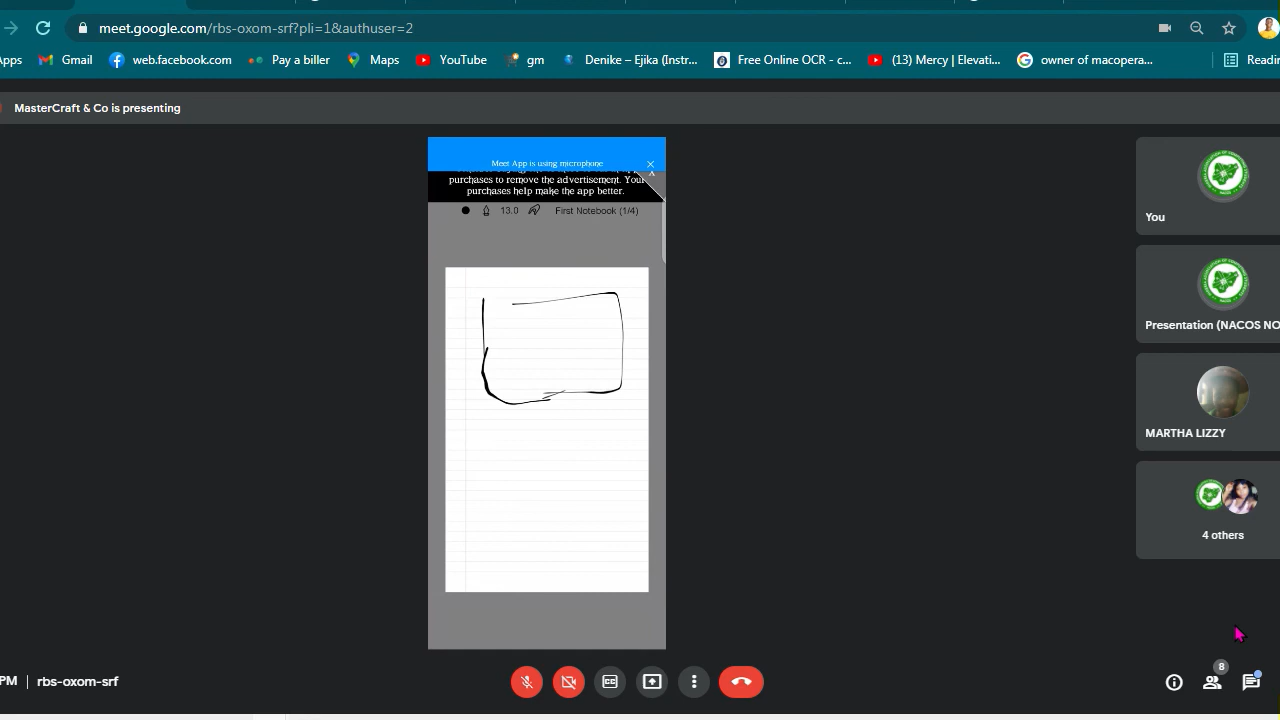 meet.google.com/rbs-oxom-srf?pli=1&authuser=2
Apps
Gmail
web.facebook.com
Pay a biller
Maps
YouTube
gm
Denike – Ejika (Instr...
Free Online OCR - c...
(13) Mercy | Elevati...
owner of macopera...
Readin
MasterCraft & Co is presenting
Meet App is using microphone
purchases to remove the advertisement. Your
purchases help make the app better.
13.0
First Notebook (1/4)
You
Presentation (NACOS NO
MARTHA LIZZY
4 others
PM
rbs-oxom-srf
8